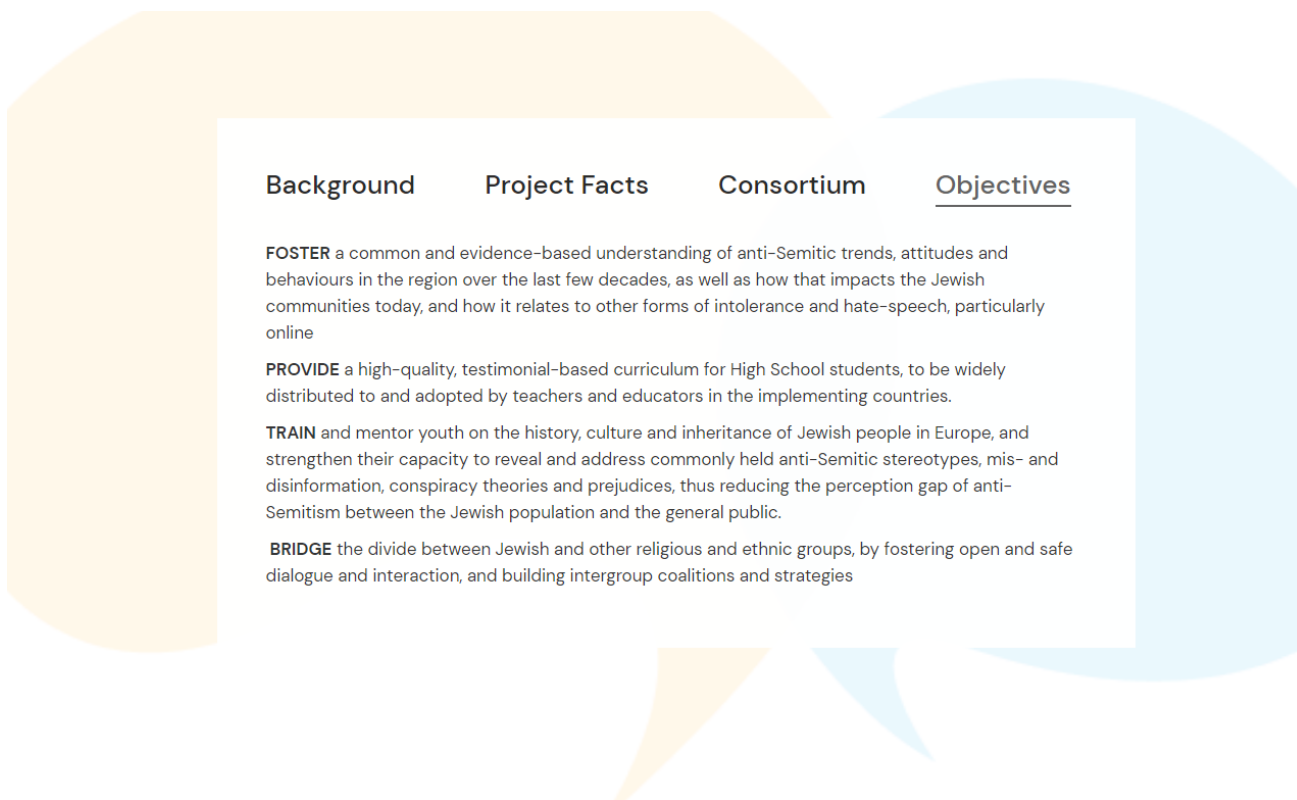 Background Project Facts Consortium Objectives
FOSTER a common and evidence-based understanding of anti-Semitic trends, attitudes and
behaviours in the region over the last few decades, as well as how that impacts the Jewish
communities today, and how it relates to other forms of intolerance and hate-speech, particularly
online
PROVIDE a high-quality, testimonial-based curriculum for High School students, to be widely
distributed to and adopted by teachers and educators in the implementing countries.
TRAIN and mentor youth on the history, culture and inheritance of Jewish people in Europe, and
strengthen their capacity to reveal and address commonly held anti-Semitic stereotypes, mis- and
disinformation, conspiracy theories and prejudices, thus reducing the perception gap of anti-
Semitism between the Jewish population and the general public.
BRIDGE the divide between Jewish and other religious and ethnic groups, by fostering open and safe
dialogue and interaction, and building intergroup coalitions and strategies